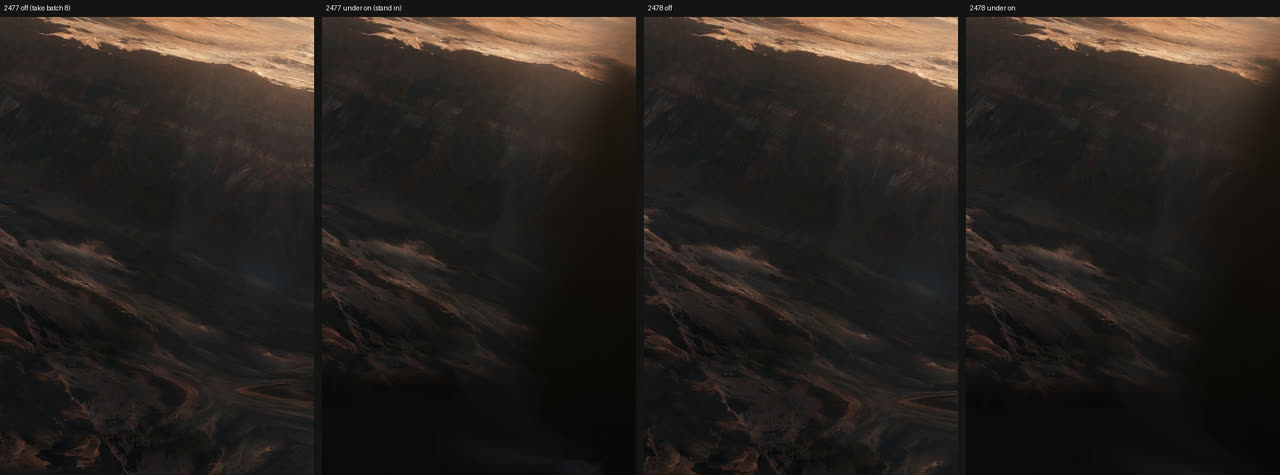 2477 off (take batch 8)
2477 under on (stand in)
2478 off
2478 under on